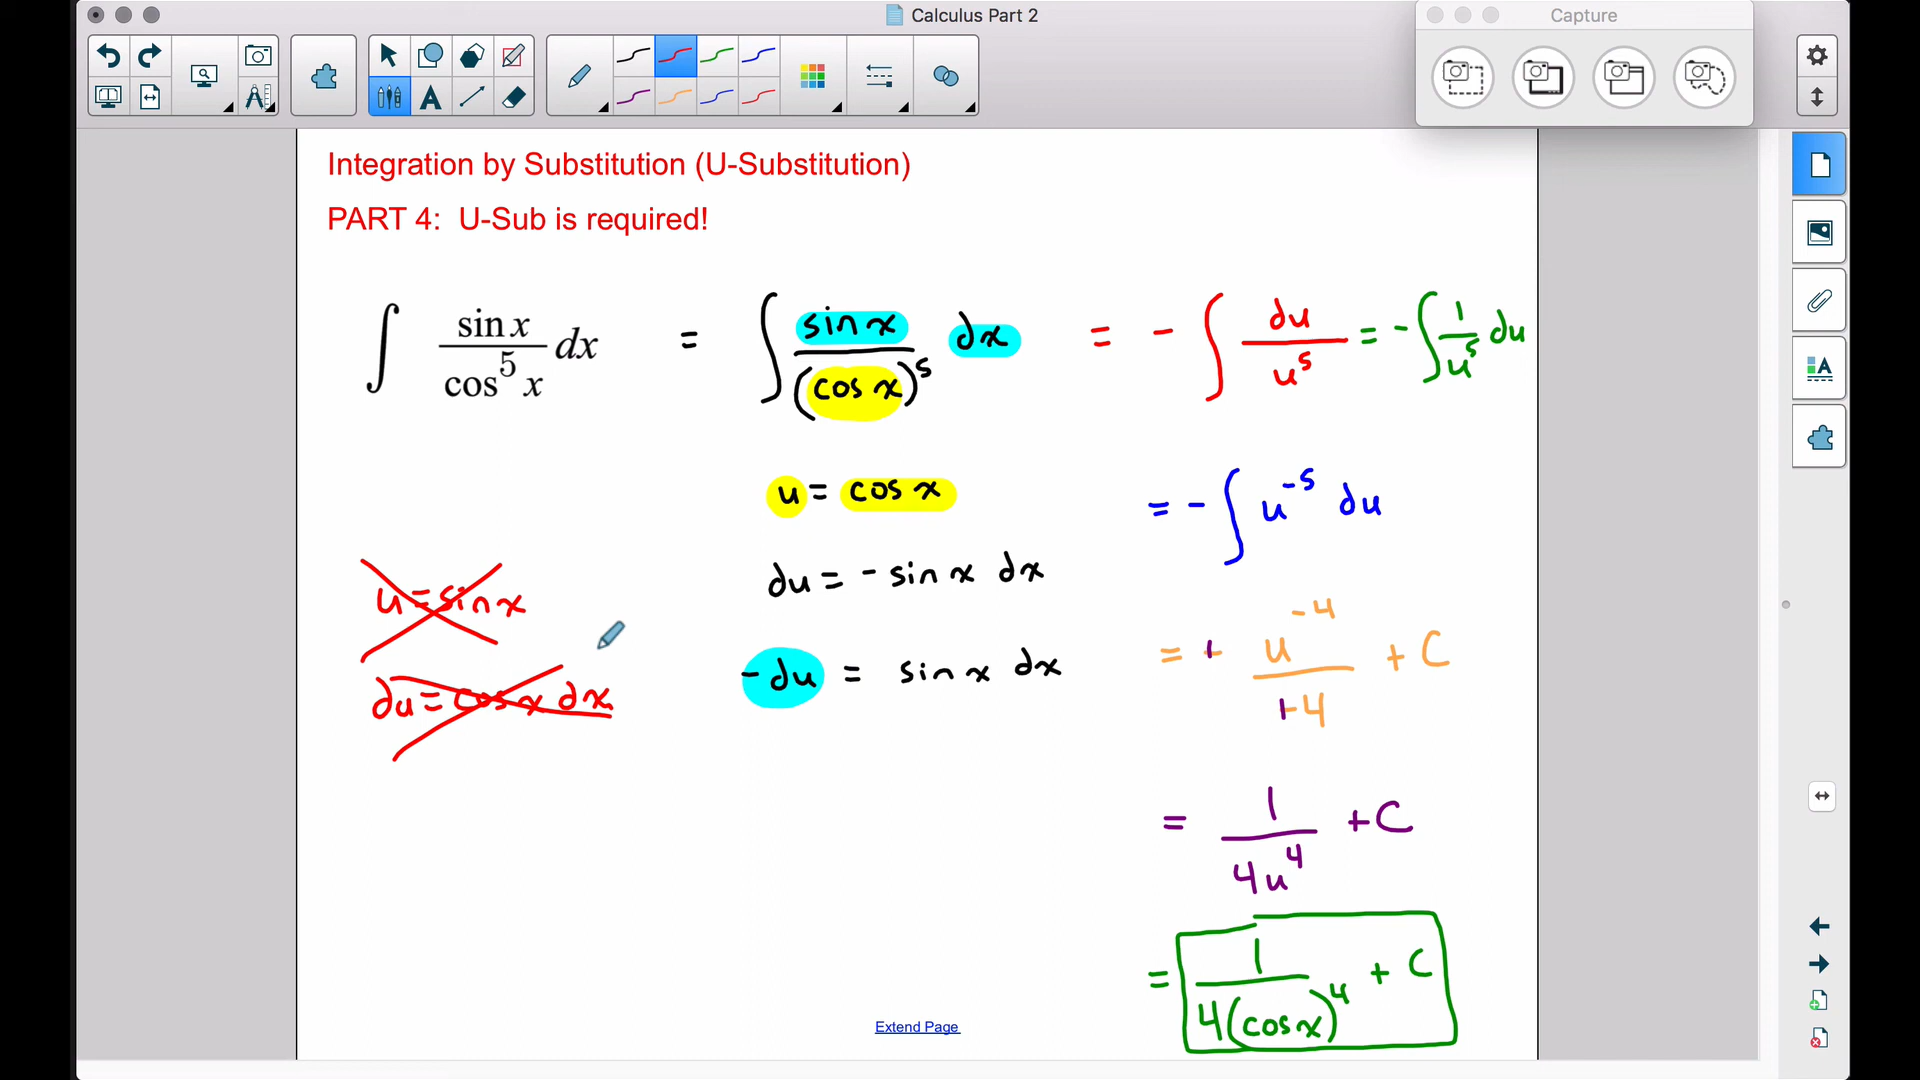 Calculus Part 2
Capture
Integration by Substitution (U-Substitution)
PART 4: U-Sub is required!
∫ sin x / cos⁵ x dx = ∫ sin x / (cos x)⁵ dx = - ∫ du / u⁵ = - ∫ 1/u⁵ du
u = cos x
= - ∫ u⁻⁵ du
du = - sin x dx
u = sin x
= + u⁻⁴ / +4 + C
- du = sin x dx
du = cos x dx
= 1 / 4u⁴ + C
= 1 / 4(cos x)⁴ + C
Extend Page